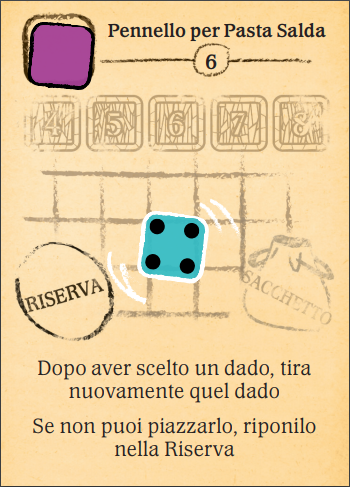 Pennello per Pasta Salda
6
4 5 6 7 8
RISERVA
SACCHETTO
Dopo aver scelto un dado, tira
nuovamente quel dado
Se non puoi piazzarlo, riponilo
nella Riserva